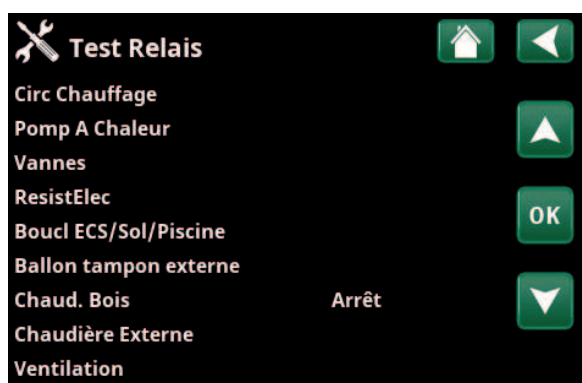 Test Relais
Circ Chauffage
Pomp A Chaleur
Vannes
ResistElec
OK
Boucl ECS/Sol/Piscine
Ballon tampon externe
Chaud. Bois Arrêt
Chaudière Externe
Ventilation